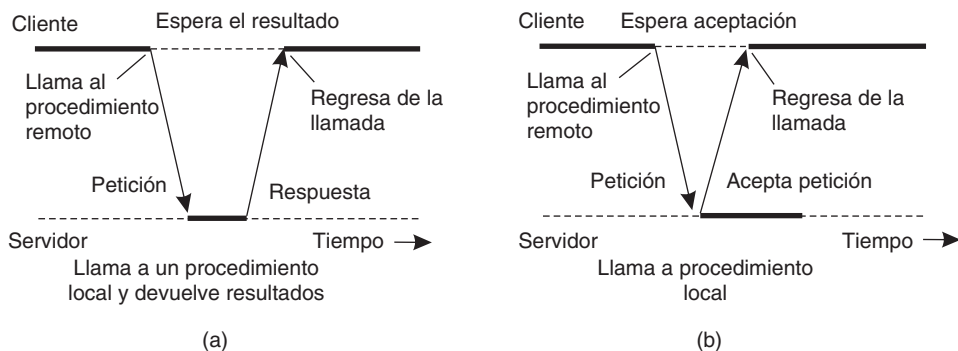 Cliente
Espera el resultado
Llama al
procedimiento
remoto
Regresa de la
llamada
Petición
Respuesta
Servidor
Tiempo
Llama a un procedimiento
local y devuelve resultados
(a)
Cliente
Espera aceptación
Llama al
procedimiento
remoto
Regresa de la
llamada
Petición
Acepta petición
Servidor
Tiempo
Llama a procedimiento
local
(b)